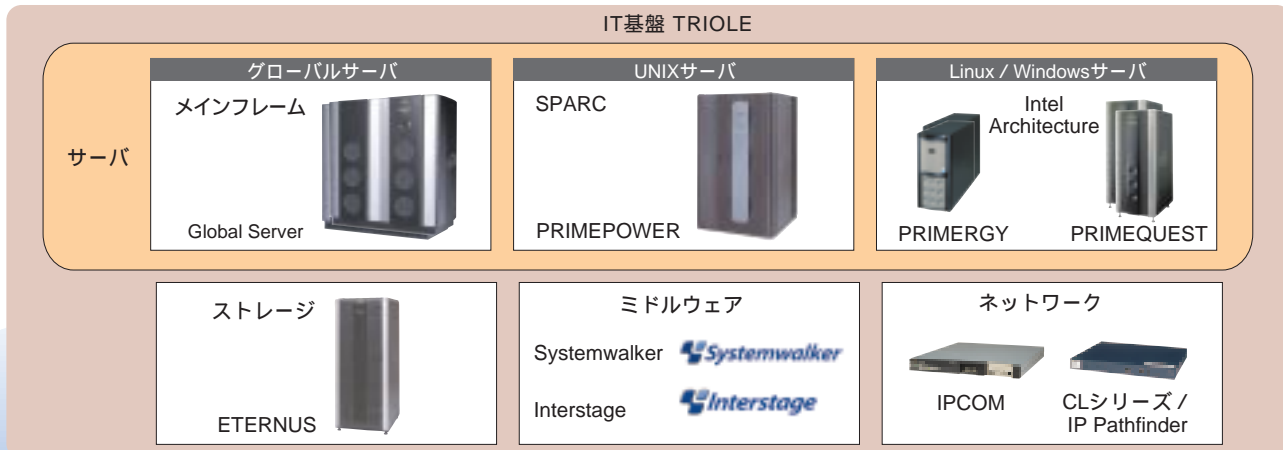 IT基盤 TRIOLE
サーバ
グローバルサーバ
メインフレーム
Global Server
UNIXサーバ
SPARC
PRIMEPOWER
Linux / Windowsサーバ
Intel
Architecture
PRIMERGY
PRIMEQUEST
ストレージ
ETERNUS
ミドルウェア
Systemwalker
Systemwalker
Interstage
Interstage
ネットワーク
IPCOM
CLシリーズ /
IP Pathfinder